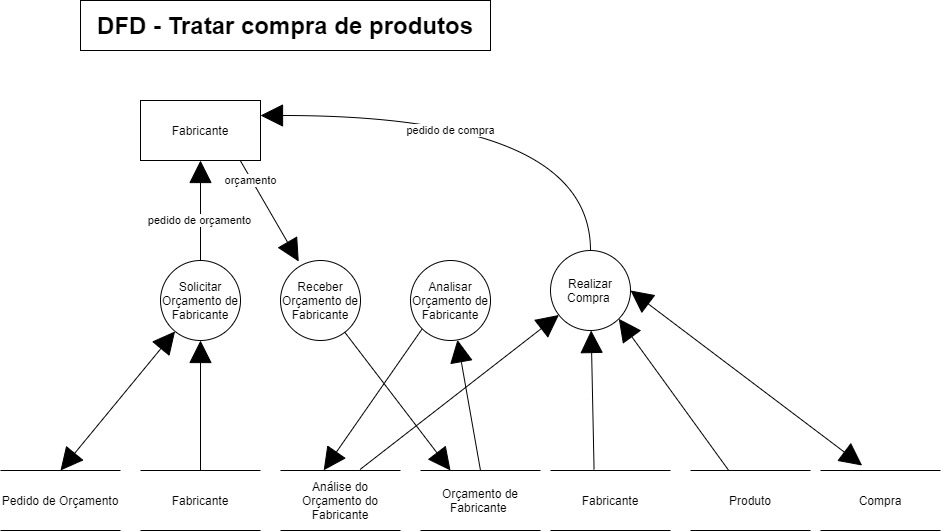 DFD - Tratar compra de produtos
Fabricante
pedido de compra
orçamento
pedido de orçamento
Solicitar
Orçamento de
Fabricante
Receber
Orçamento de
Fabricante
Analisar
Orçamento de
Fabricante
Realizar
Compra
Pedido de Orçamento
Fabricante
Análise do
Orçamento do
Fabricante
Orçamento de
Fabricante
Fabricante
Produto
Compra